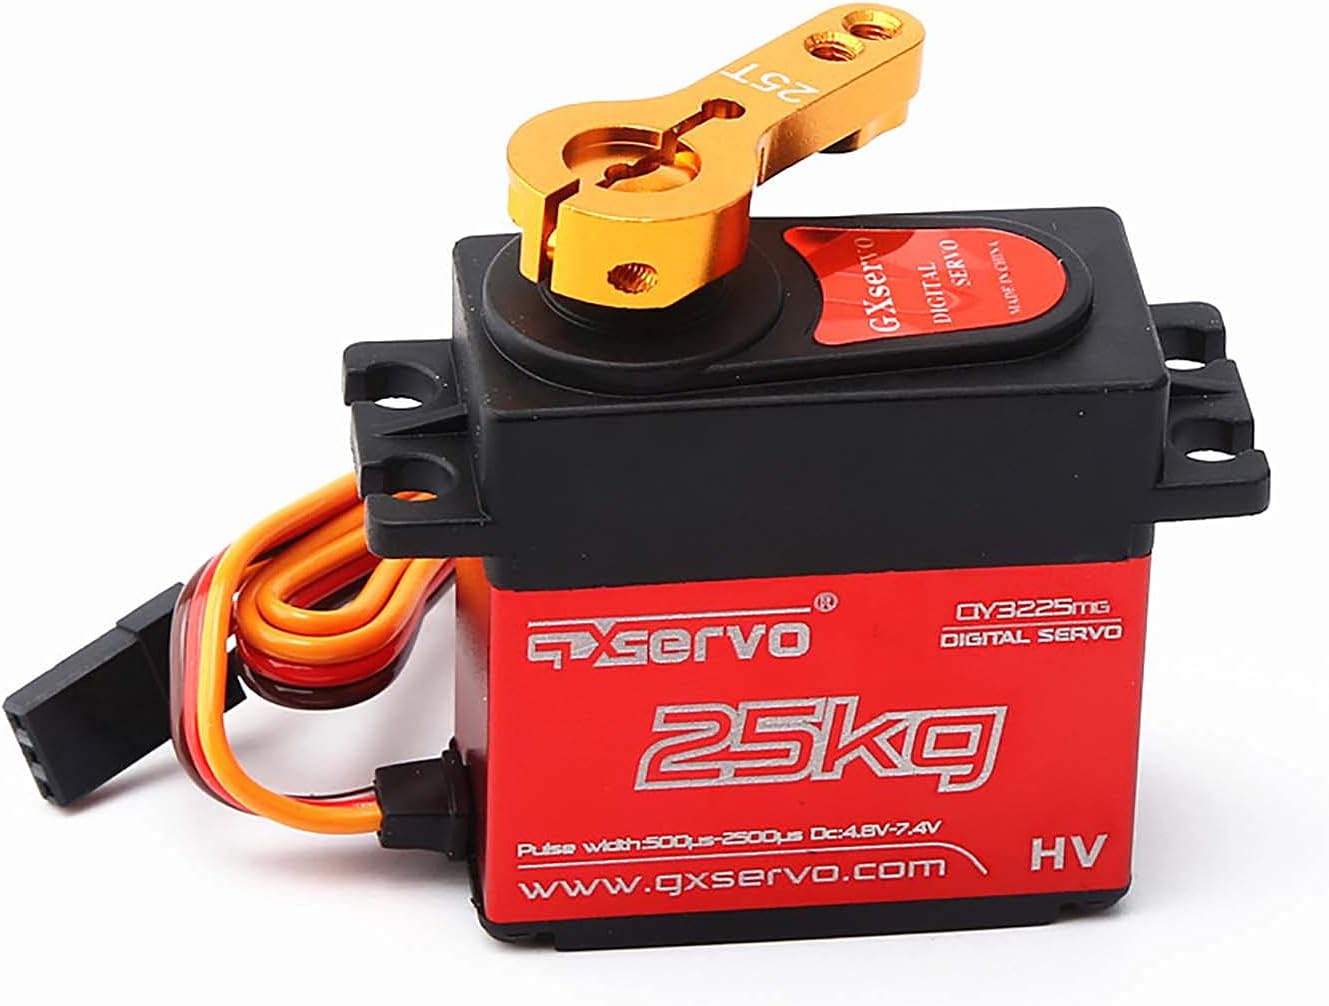 25T
GXservo
DIGITAL
SERVO
MADE IN CHINA
gxservo®
QY3225MG
DIGITAL SERVO
25kg
Pulse width:500μs-2500μs Dc:4.8V-7.4V
www.gxservo.com
HV